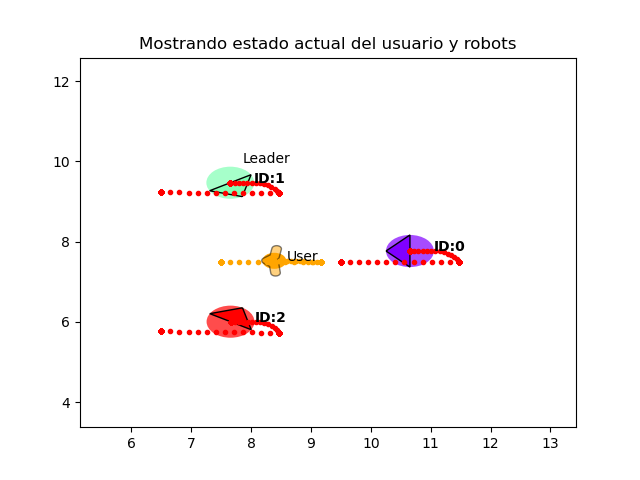 Mostrando estado actual del usuario y robots
12
10
8
6
4
Leader
ID:1
ID:0
User
ID:2
6 7 8 9 10 11 12 13